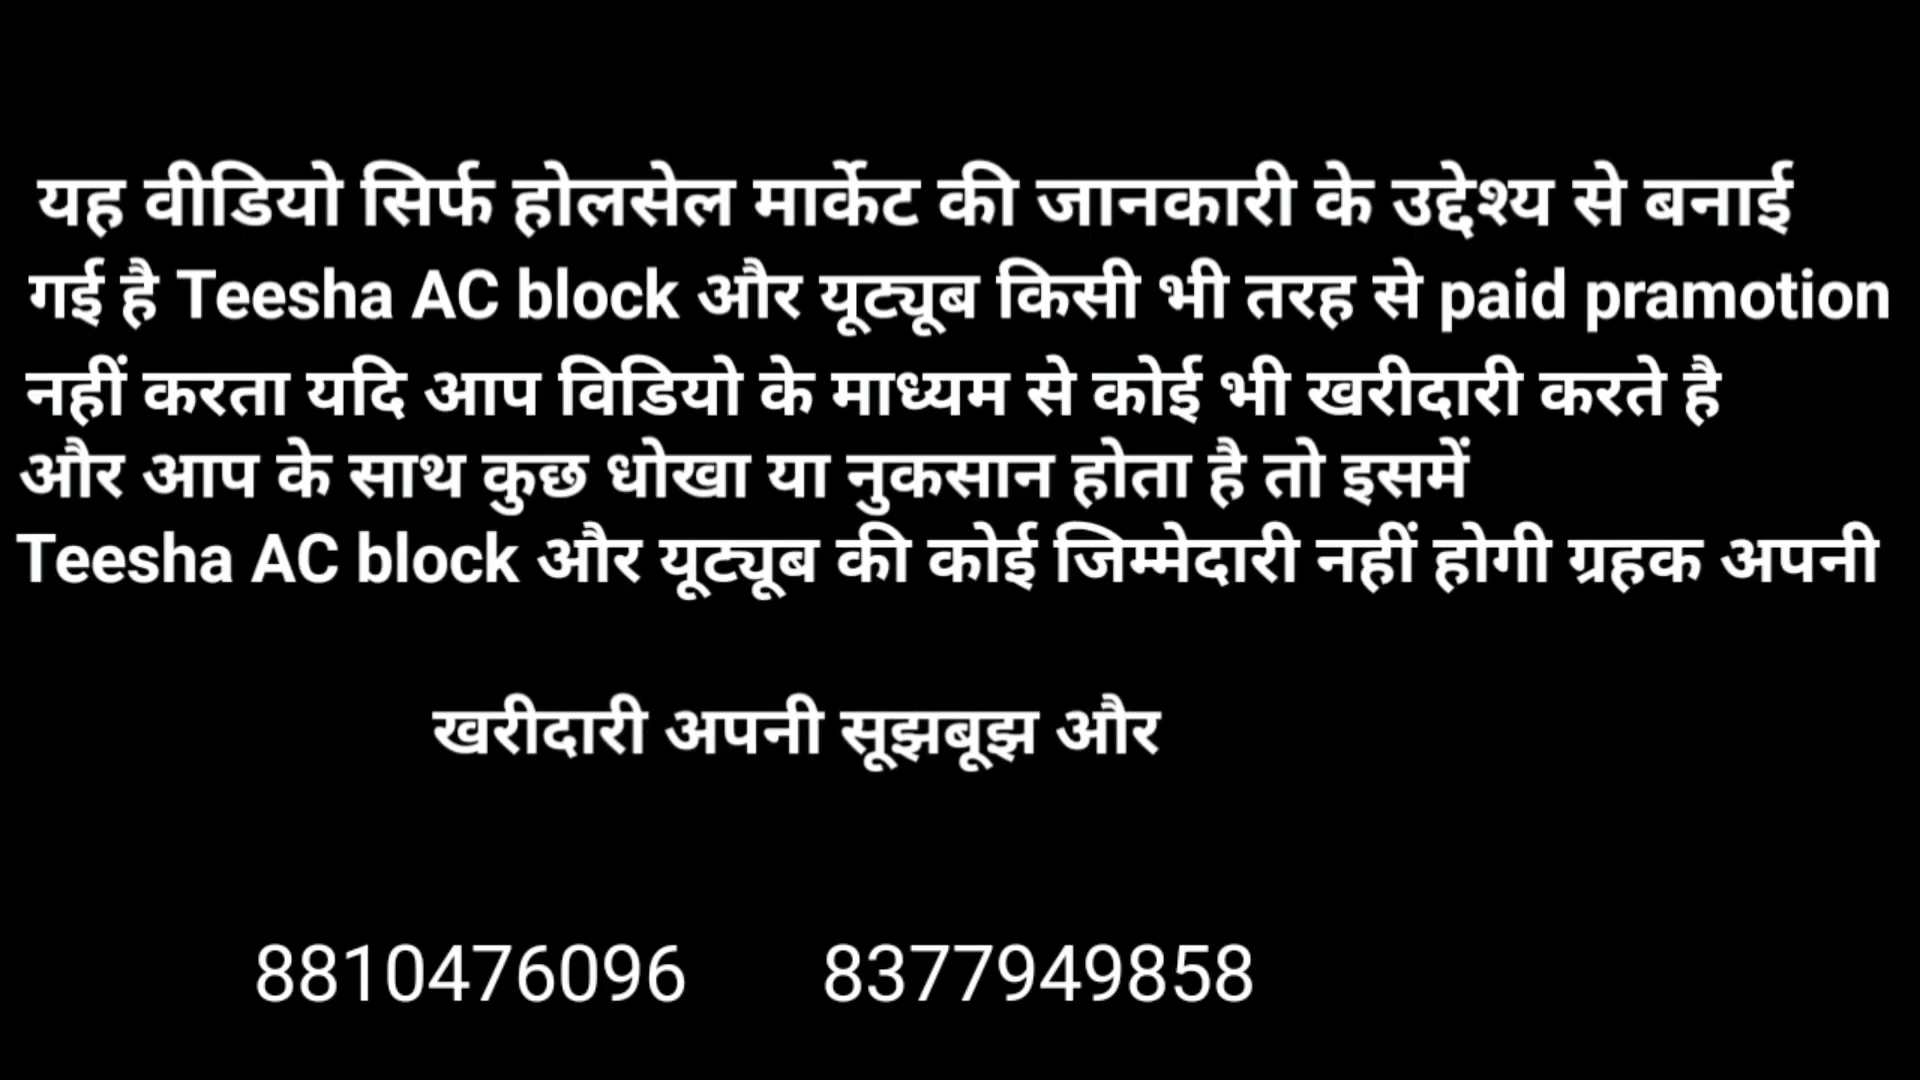 यह वीडियो सिर्फ होलसेल मार्केट की जानकारी के उद्देश्य से बनाई
गई है Teesha AC block और यूट्यूब किसी भी तरह से paid pramotion
नहीं करता यदि आप विडियो के माध्यम से कोई भी खरीदारी करते है
और आप के साथ कुछ धोखा या नुकसान होता है तो इसमें
Teesha AC block और यूट्यूब की कोई जिम्मेदारी नहीं होगी ग्रहक अपनी
खरीदारी अपनी सूझबूझ और
8810476096 8377949858